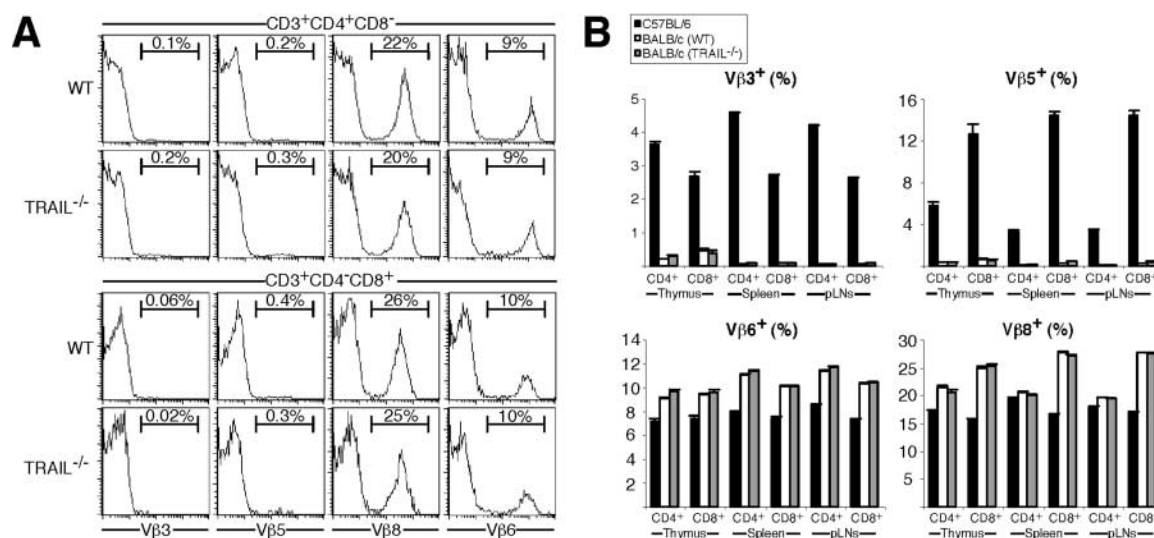 A
CD3⁺CD4⁺CD8⁻
WT
0.1%
0.2%
22%
9%
TRAIL⁻/⁻
0.2%
0.3%
20%
9%
CD3⁺CD4⁻CD8⁺
WT
0.06%
0.4%
26%
10%
TRAIL⁻/⁻
0.02%
0.3%
25%
10%
Vβ3
Vβ5
Vβ8
Vβ6
B
C57BL/6
BALB/c (WT)
BALB/c (TRAIL⁻/⁻)
Vβ3⁺ (%)
5
4
3
2
1
CD4⁺ CD8⁺ CD4⁺ CD8⁺ CD4⁺ CD8⁺
Thymus Spleen pLNs
Vβ5⁺ (%)
16
12
8
4
CD4⁺ CD8⁺ CD4⁺ CD8⁺ CD4⁺ CD8⁺
Thymus Spleen pLNs
Vβ6⁺ (%)
14
12
10
8
6
4
2
CD4⁺ CD8⁺ CD4⁺ CD8⁺ CD4⁺ CD8⁺
Thymus Spleen pLNs
Vβ8⁺ (%)
30
25
20
15
10
5
CD4⁺ CD8⁺ CD4⁺ CD8⁺ CD4⁺ CD8
Thymus Spleen pLNs